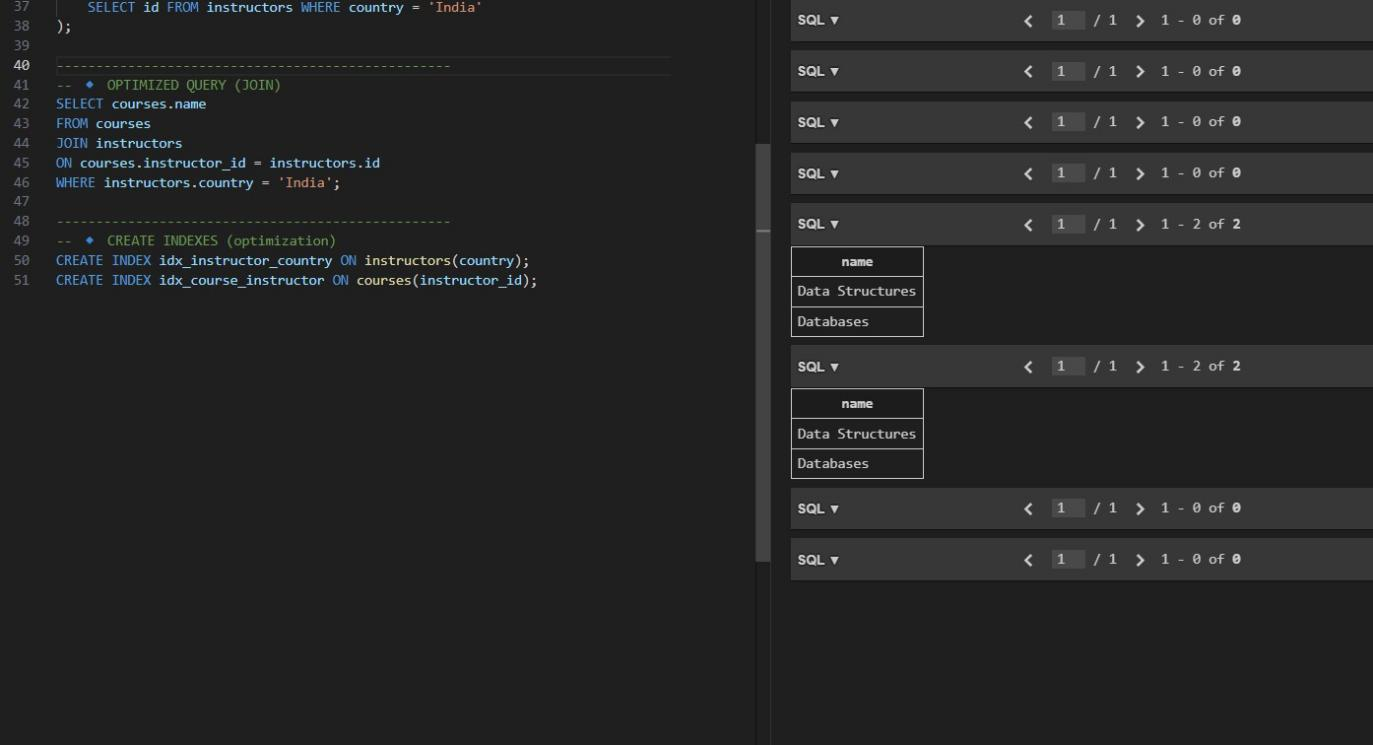 37 SELECT id FROM instructors WHERE country = 'India'
38 );
39
40 --------------------------------------------------
41 -- 🔹 OPTIMIZED QUERY (JOIN)
42 SELECT courses.name
43 FROM courses
44 JOIN instructors
45 ON courses.instructor_id = instructors.id
46 WHERE instructors.country = 'India';
47
48 --------------------------------------------------
49 -- 🔹 CREATE INDEXES (optimization)
50 CREATE INDEX idx_instructor_country ON instructors(country);
51 CREATE INDEX idx_course_instructor ON courses(instructor_id);
SQL ▼ < 1 / 1 > 1 - 0 of 0
SQL ▼ < 1 / 1 > 1 - 0 of 0
SQL ▼ < 1 / 1 > 1 - 0 of 0
SQL ▼ < 1 / 1 > 1 - 0 of 0
SQL ▼ < 1 / 1 > 1 - 2 of 2
name
Data Structures
Databases
SQL ▼ < 1 / 1 > 1 - 2 of 2
name
Data Structures
Databases
SQL ▼ < 1 / 1 > 1 - 0 of 0
SQL ▼ < 1 / 1 > 1 - 0 of 0